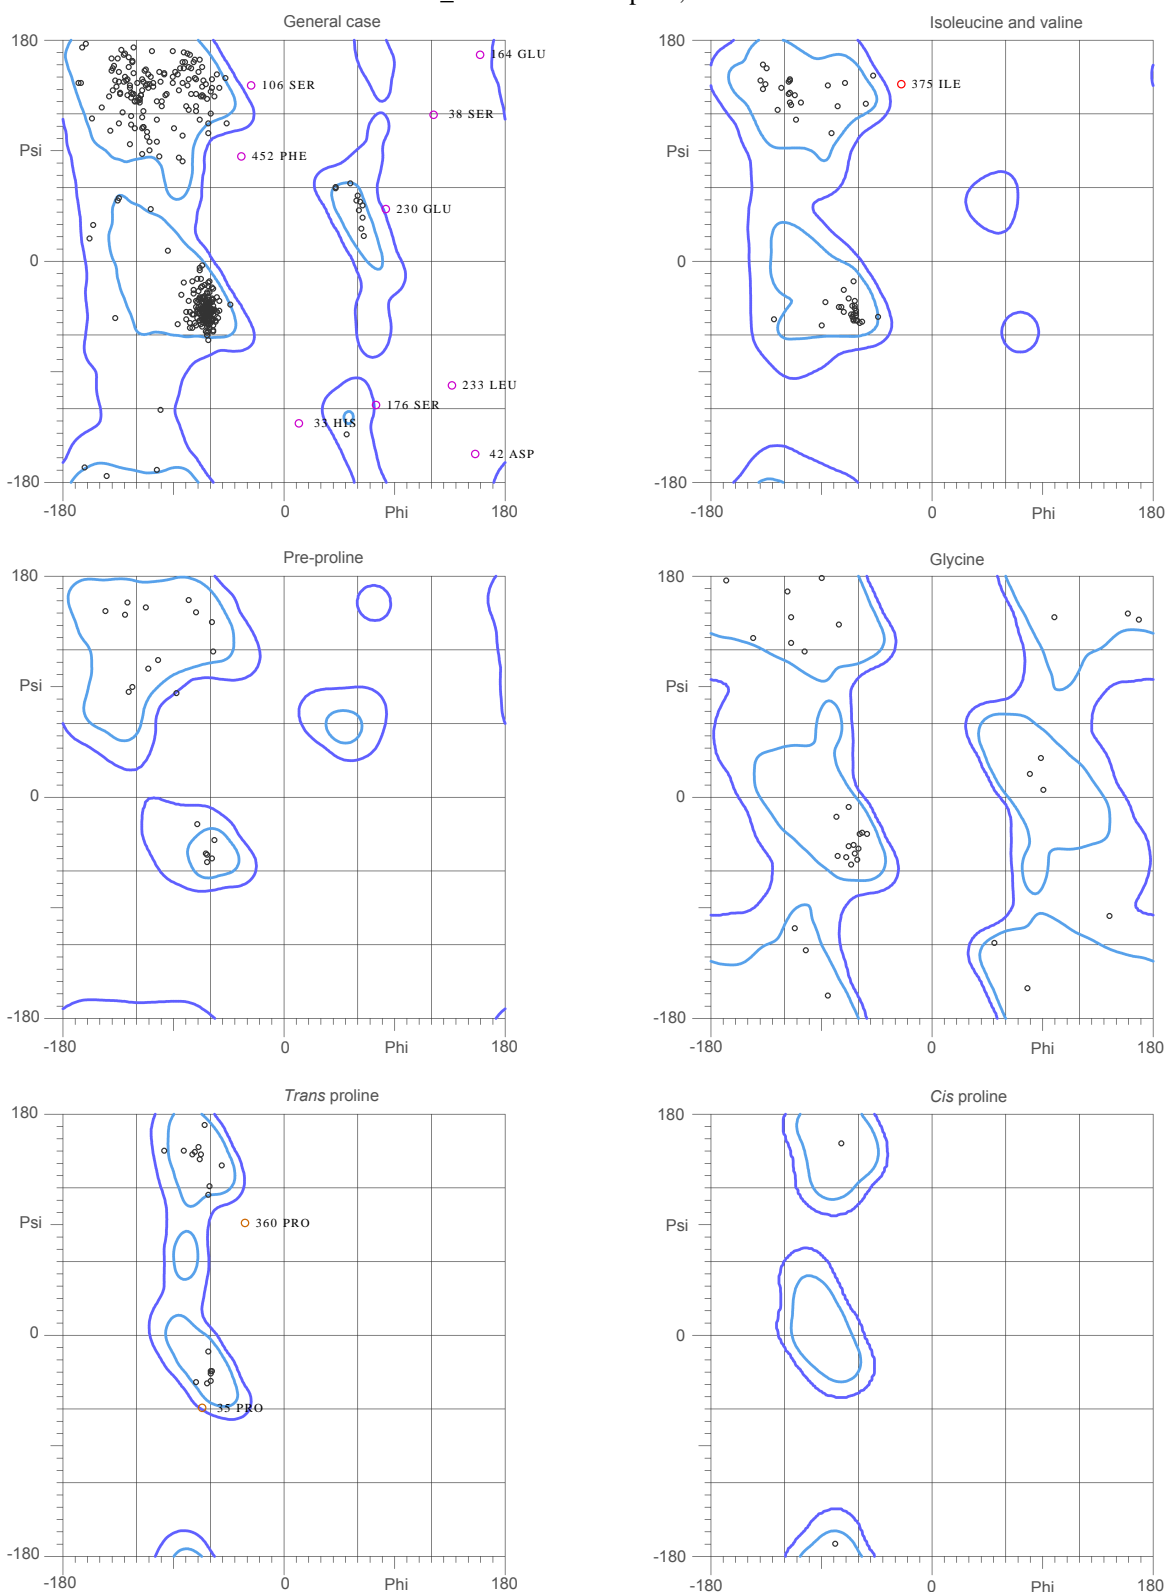 General case
Isoleucine and valine
180
164 GLU
106 SER
38 SER
Psi
452 PHE
230 GLU
0
233 LEU
176 SER
33 HIS
42 ASP
-180
-180
0
Phi
180
180
375 ILE
Psi
0
-180
-180
0
Phi
180
Pre-proline
Glycine
180
Psi
0
-180
-180
0
Phi
180
180
Psi
0
-180
-180
0
Phi
180
Trans proline
Cis proline
180
Psi
360 PRO
0
35 PRO
-180
-180
0
Phi
180
180
Psi
0
-180
-180
0
Phi
180